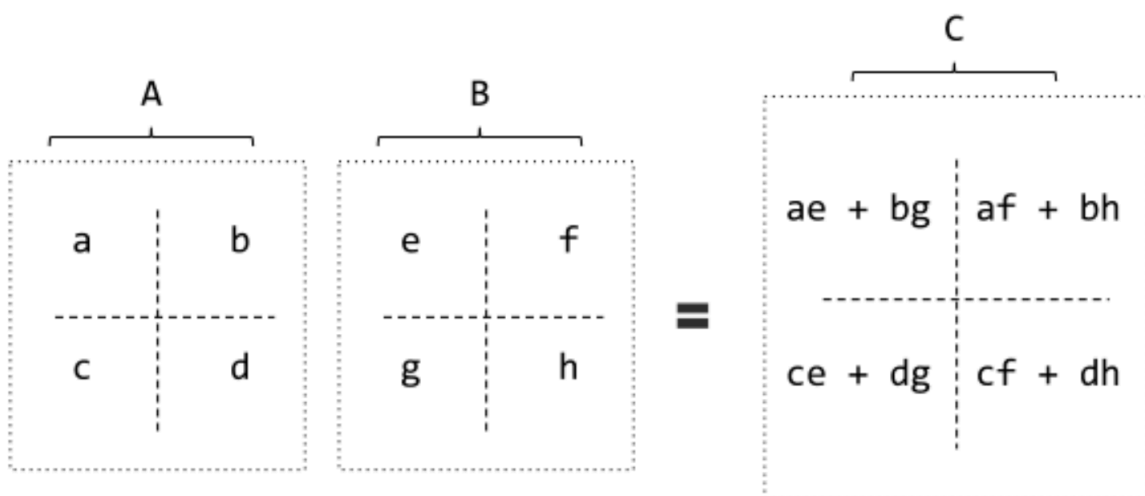 C
A B
a b e f
ae + bg af + bh
=
c d g h
ce + dg cf + dh